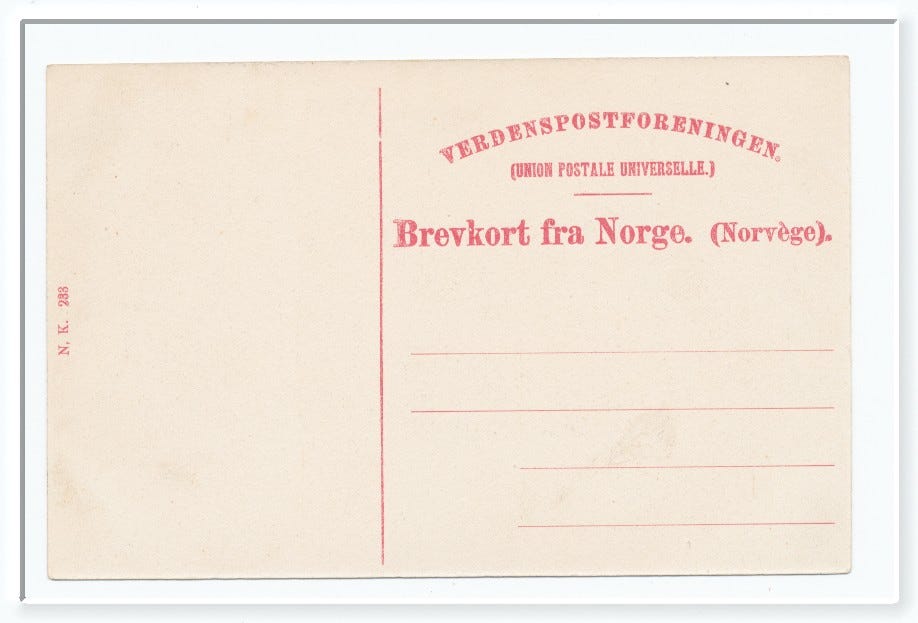 VERDENSPOSTFORENINGEN.
(UNION POSTALE UNIVERSELLE.)
Brevkort fra Norge. (Norvège).
N. K. 233